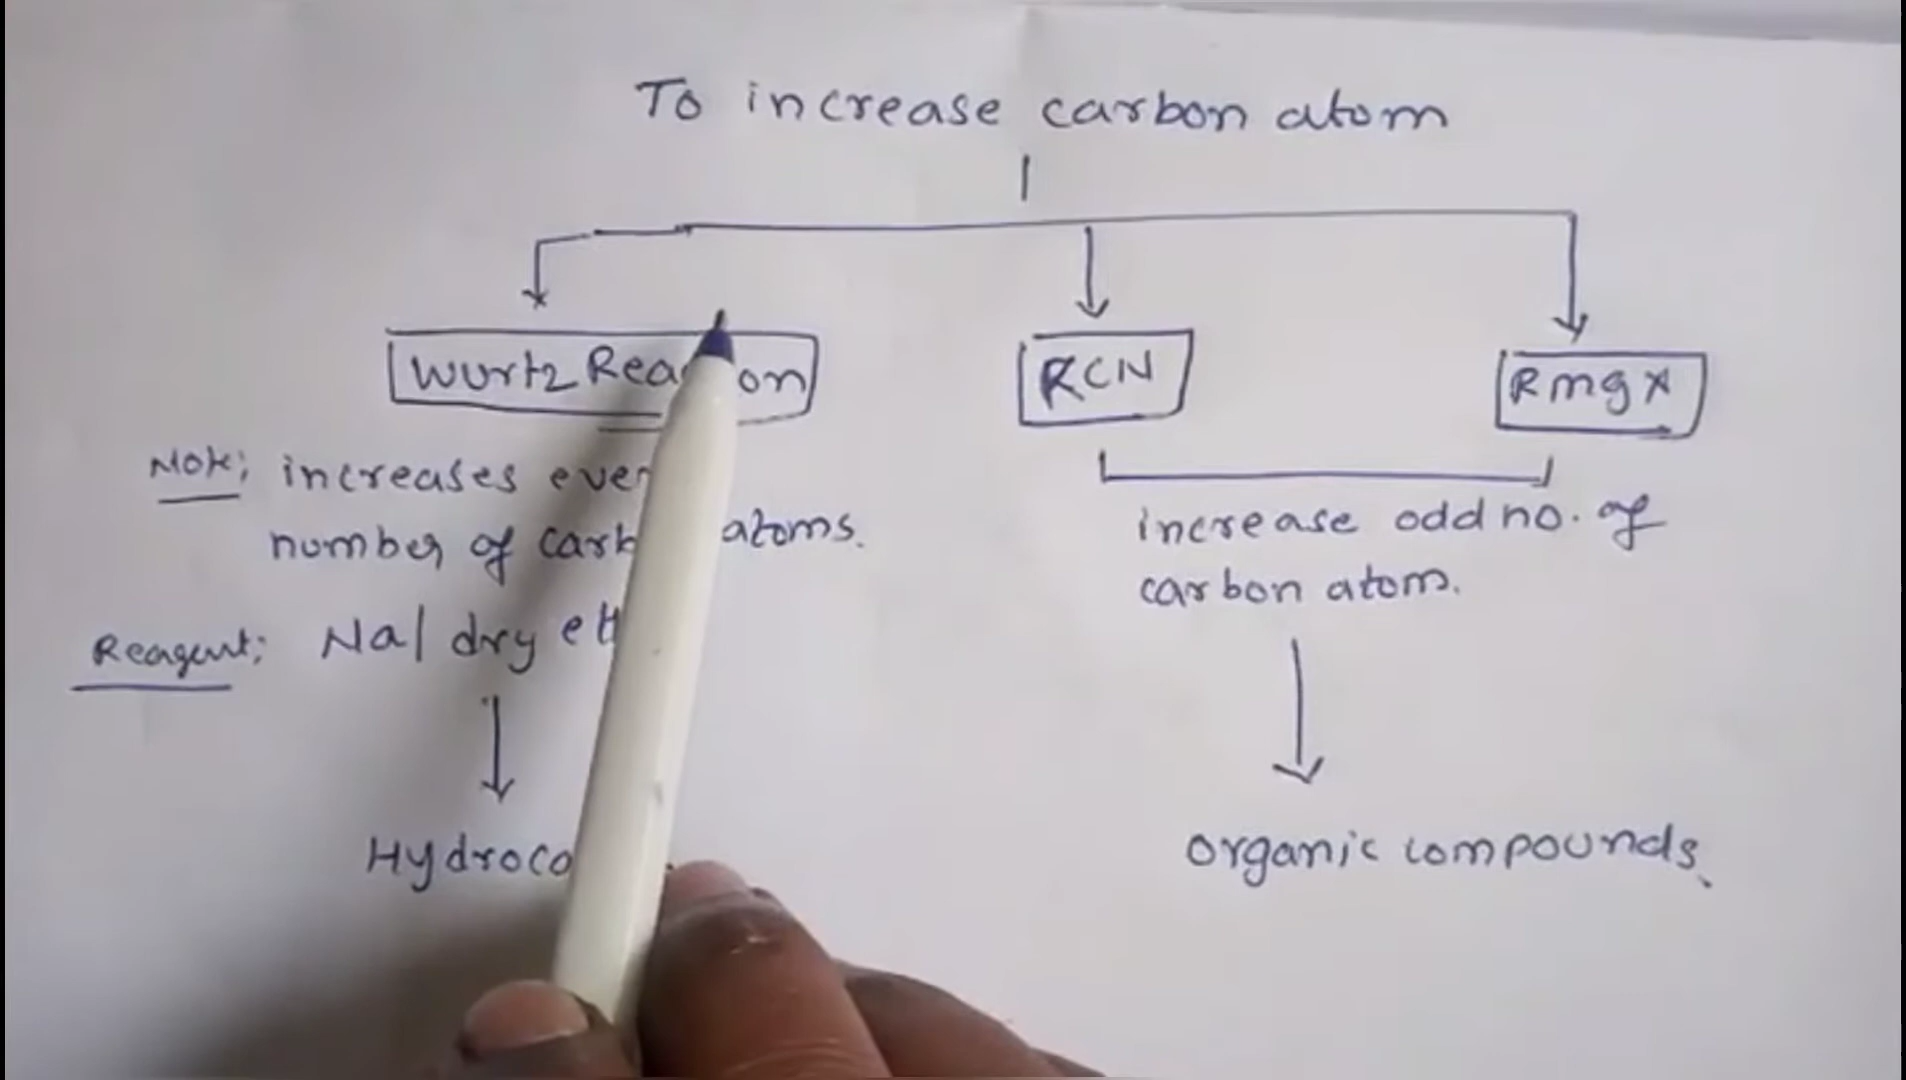 To increase carbon atom
Wurtz Rea on
RCN
Rmgx
Note: increases
number of atoms.
increase odd no. of
carbon atom.
Reagent: Na/ dry
organic compounds.